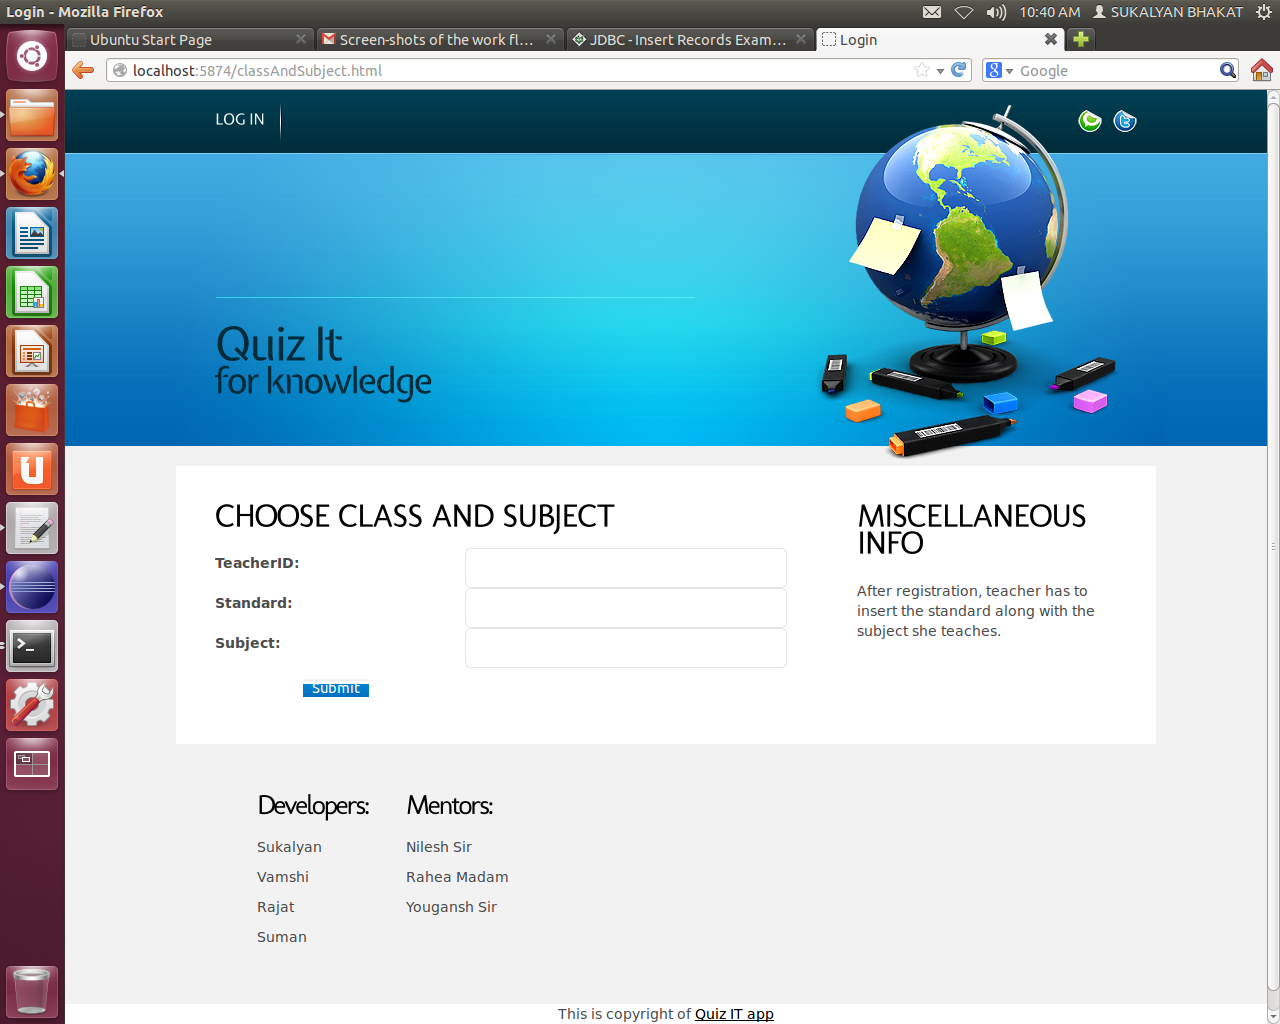 Login - Mozilla Firefox
10:40 AM SUKALYAN BHAKAT
Ubuntu Start Page
Screen-shots of the work fl...
JDBC - Insert Records Exam...
Login
localhost:5874/classAndSubject.html
Google
LOG IN
Quiz It
for knowledge
CHOOSE CLASS AND SUBJECT
TeacherID:
Standard:
Subject:
Submit
MISCELLANEOUS
INFO
After registration, teacher has to
insert the standard along with the
subject she teaches.
Developers:
Sukalyan
Vamshi
Rajat
Suman
Mentors:
Nilesh Sir
Rahea Madam
Yougansh Sir
This is copyright of Quiz IT app